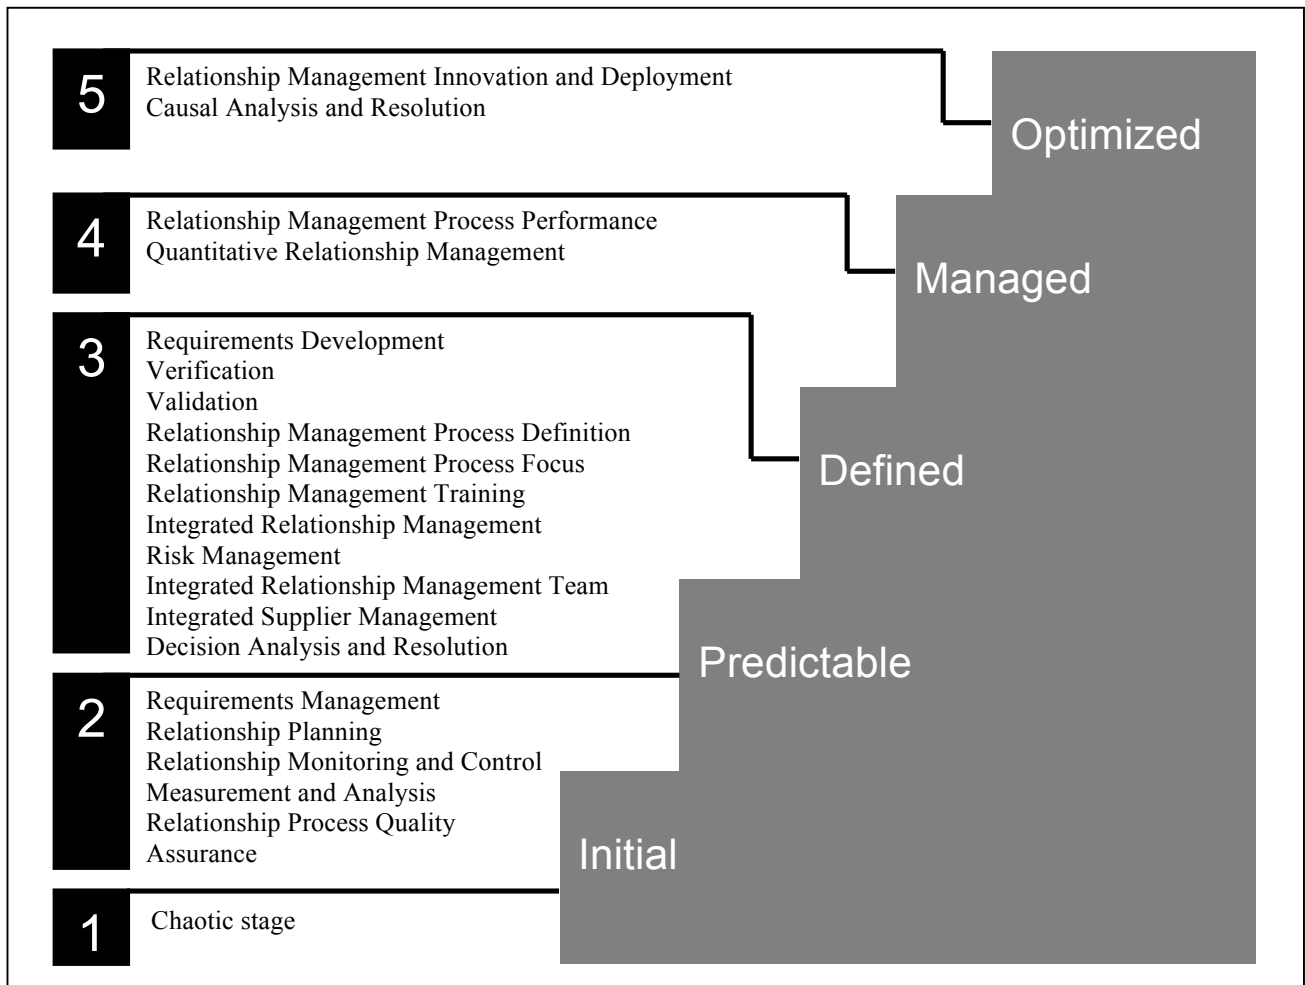 5
Relationship Management Innovation and Deployment
Causal Analysis and Resolution
Optimized
4
Relationship Management Process Performance
Quantitative Relationship Management
Managed
3
Requirements Development
Verification
Validation
Relationship Management Process Definition
Relationship Management Process Focus
Relationship Management Training
Integrated Relationship Management
Risk Management
Integrated Relationship Management Team
Integrated Supplier Management
Decision Analysis and Resolution
Defined
2
Requirements Management
Relationship Planning
Relationship Monitoring and Control
Measurement and Analysis
Relationship Process Quality
Assurance
Predictable
1
Chaotic stage
Initial